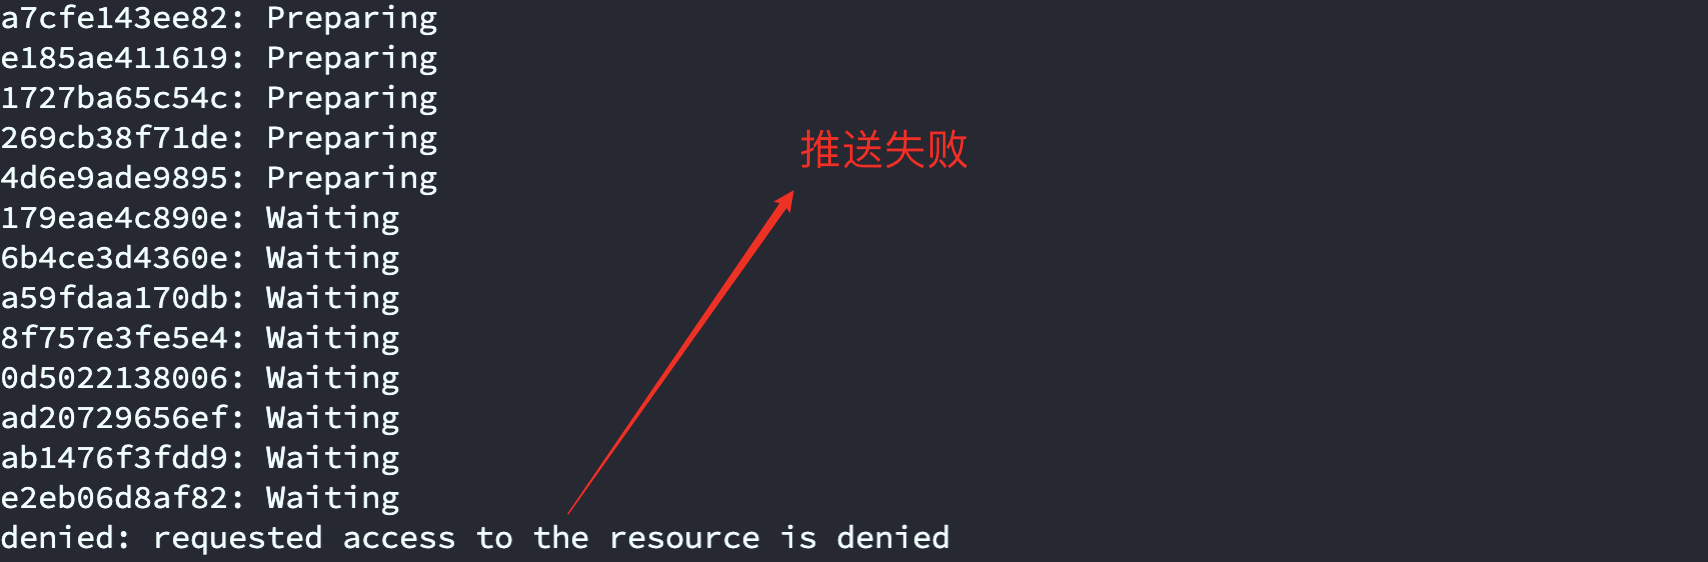 a7cfe143ee82: Preparing
e185ae411619: Preparing
1727ba65c54c: Preparing
269cb38f71de: Preparing
推送失败
4d6e9ade9895: Preparing
179eae4c890e: Waiting
6b4ce3d4360e: Waiting
a59fdaa170db: Waiting
8f757e3fe5e4: Waiting
0d5022138006: Waiting
ad20729656ef: Waiting
ab1476f3fdd9: Waiting
e2eb06d8af82: Waiting
denied: requested access to the resource is denied